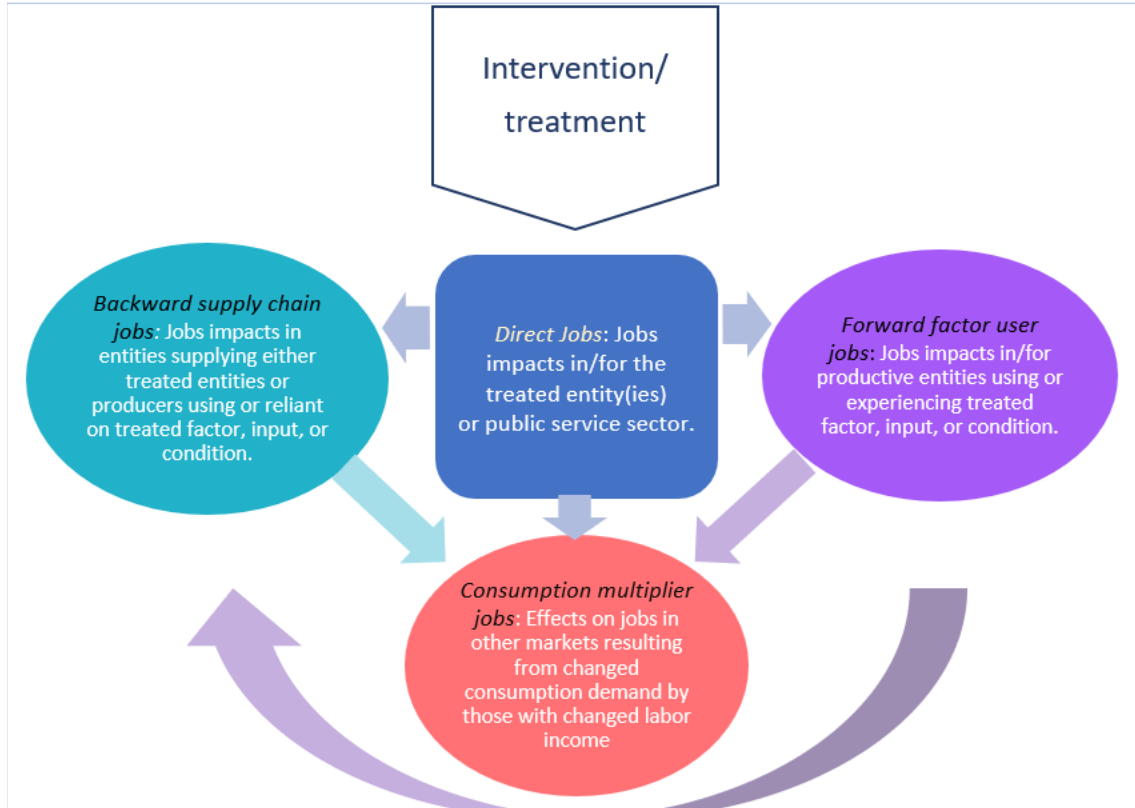 Intervention/
treatment
Backward supply chain
jobs: Jobs impacts in
entities supplying either
treated entities or
producers using or reliant
on treated factor, input, or
condition.
Direct Jobs: Jobs
impacts in/for the
treated entity(ies)
or public service sector.
Forward factor user
jobs: Jobs impacts in/for
productive entities using or
experiencing treated
factor, input, or condition.
Consumption multiplier
jobs: Effects on jobs in
other markets resulting
from changed
consumption demand by
those with changed labor
income